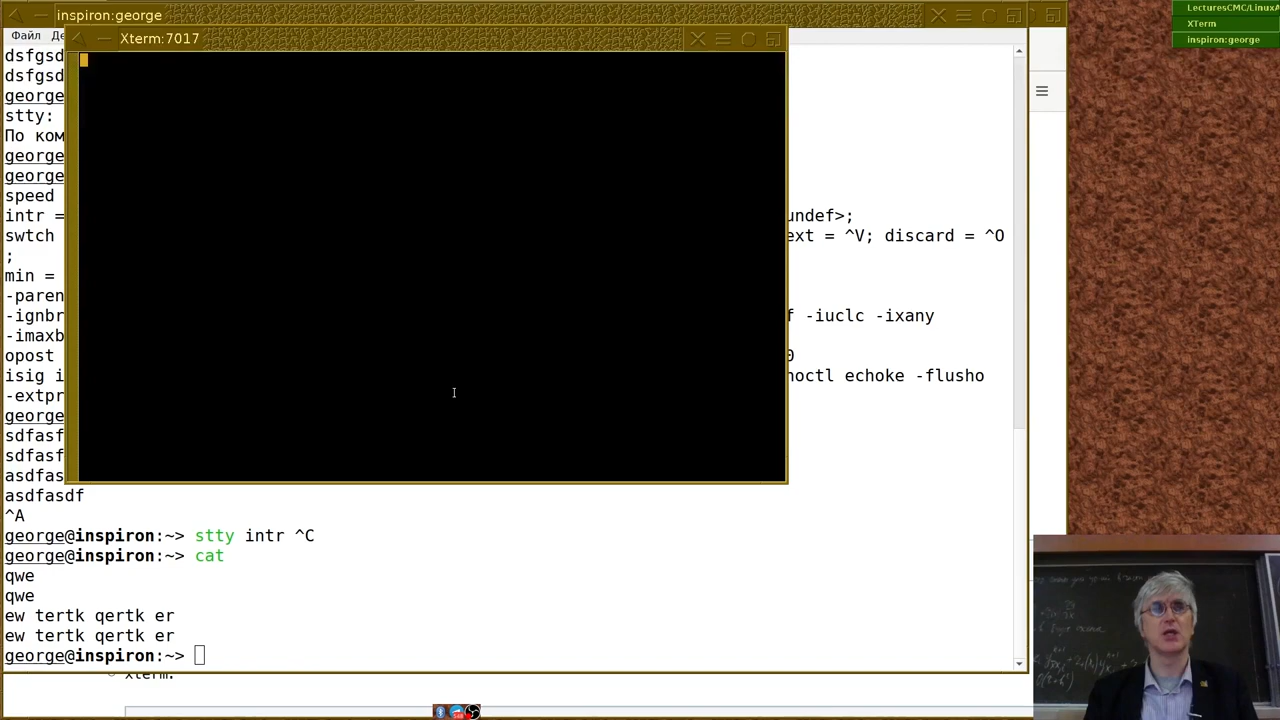 inspiron:george
LecturesCMC/LinuxA
XTerm
inspiron:george
Файл
Xterm:7017
dsfgsd
dsfgsd
george
stty:
По ком
george
george
speed
intr = undef>;
swtch ext = ^V; discard = ^O
;
min =
-paren
-ignbr f -iuclc -ixany
-imaxb
opost 0
isig i noctl echoke -flusho
-extpr
george
sdfasf
sdfasf
asdfas
asdfasdf
^A
george@inspiron:~> stty intr ^C
george@inspiron:~> cat
qwe
qwe
ew tertk qertk er
ew tertk qertk er
george@inspiron:~>
xterm.